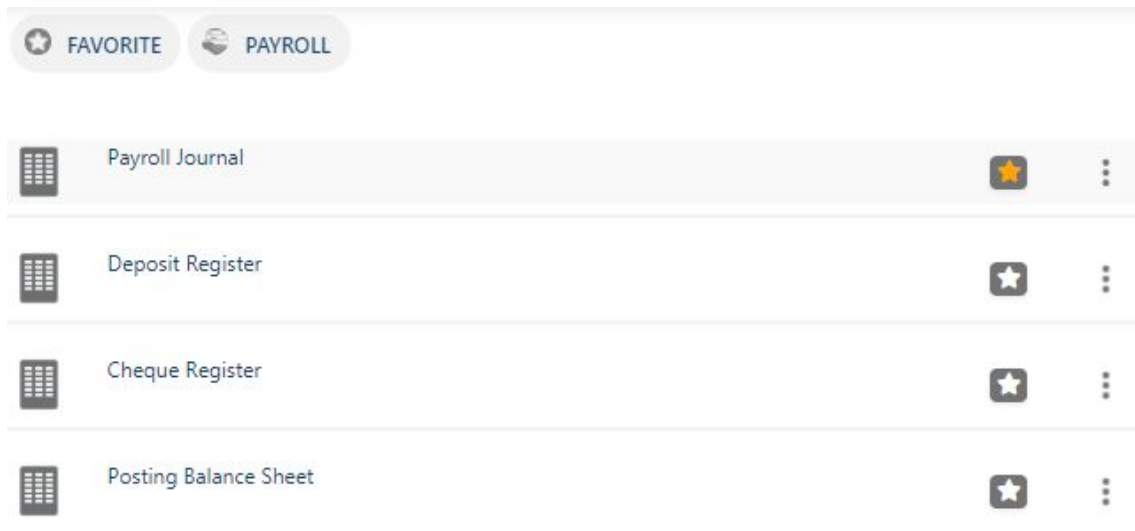 FAVORITE PAYROLL
Payroll Journal
Deposit Register
Cheque Register
Posting Balance Sheet